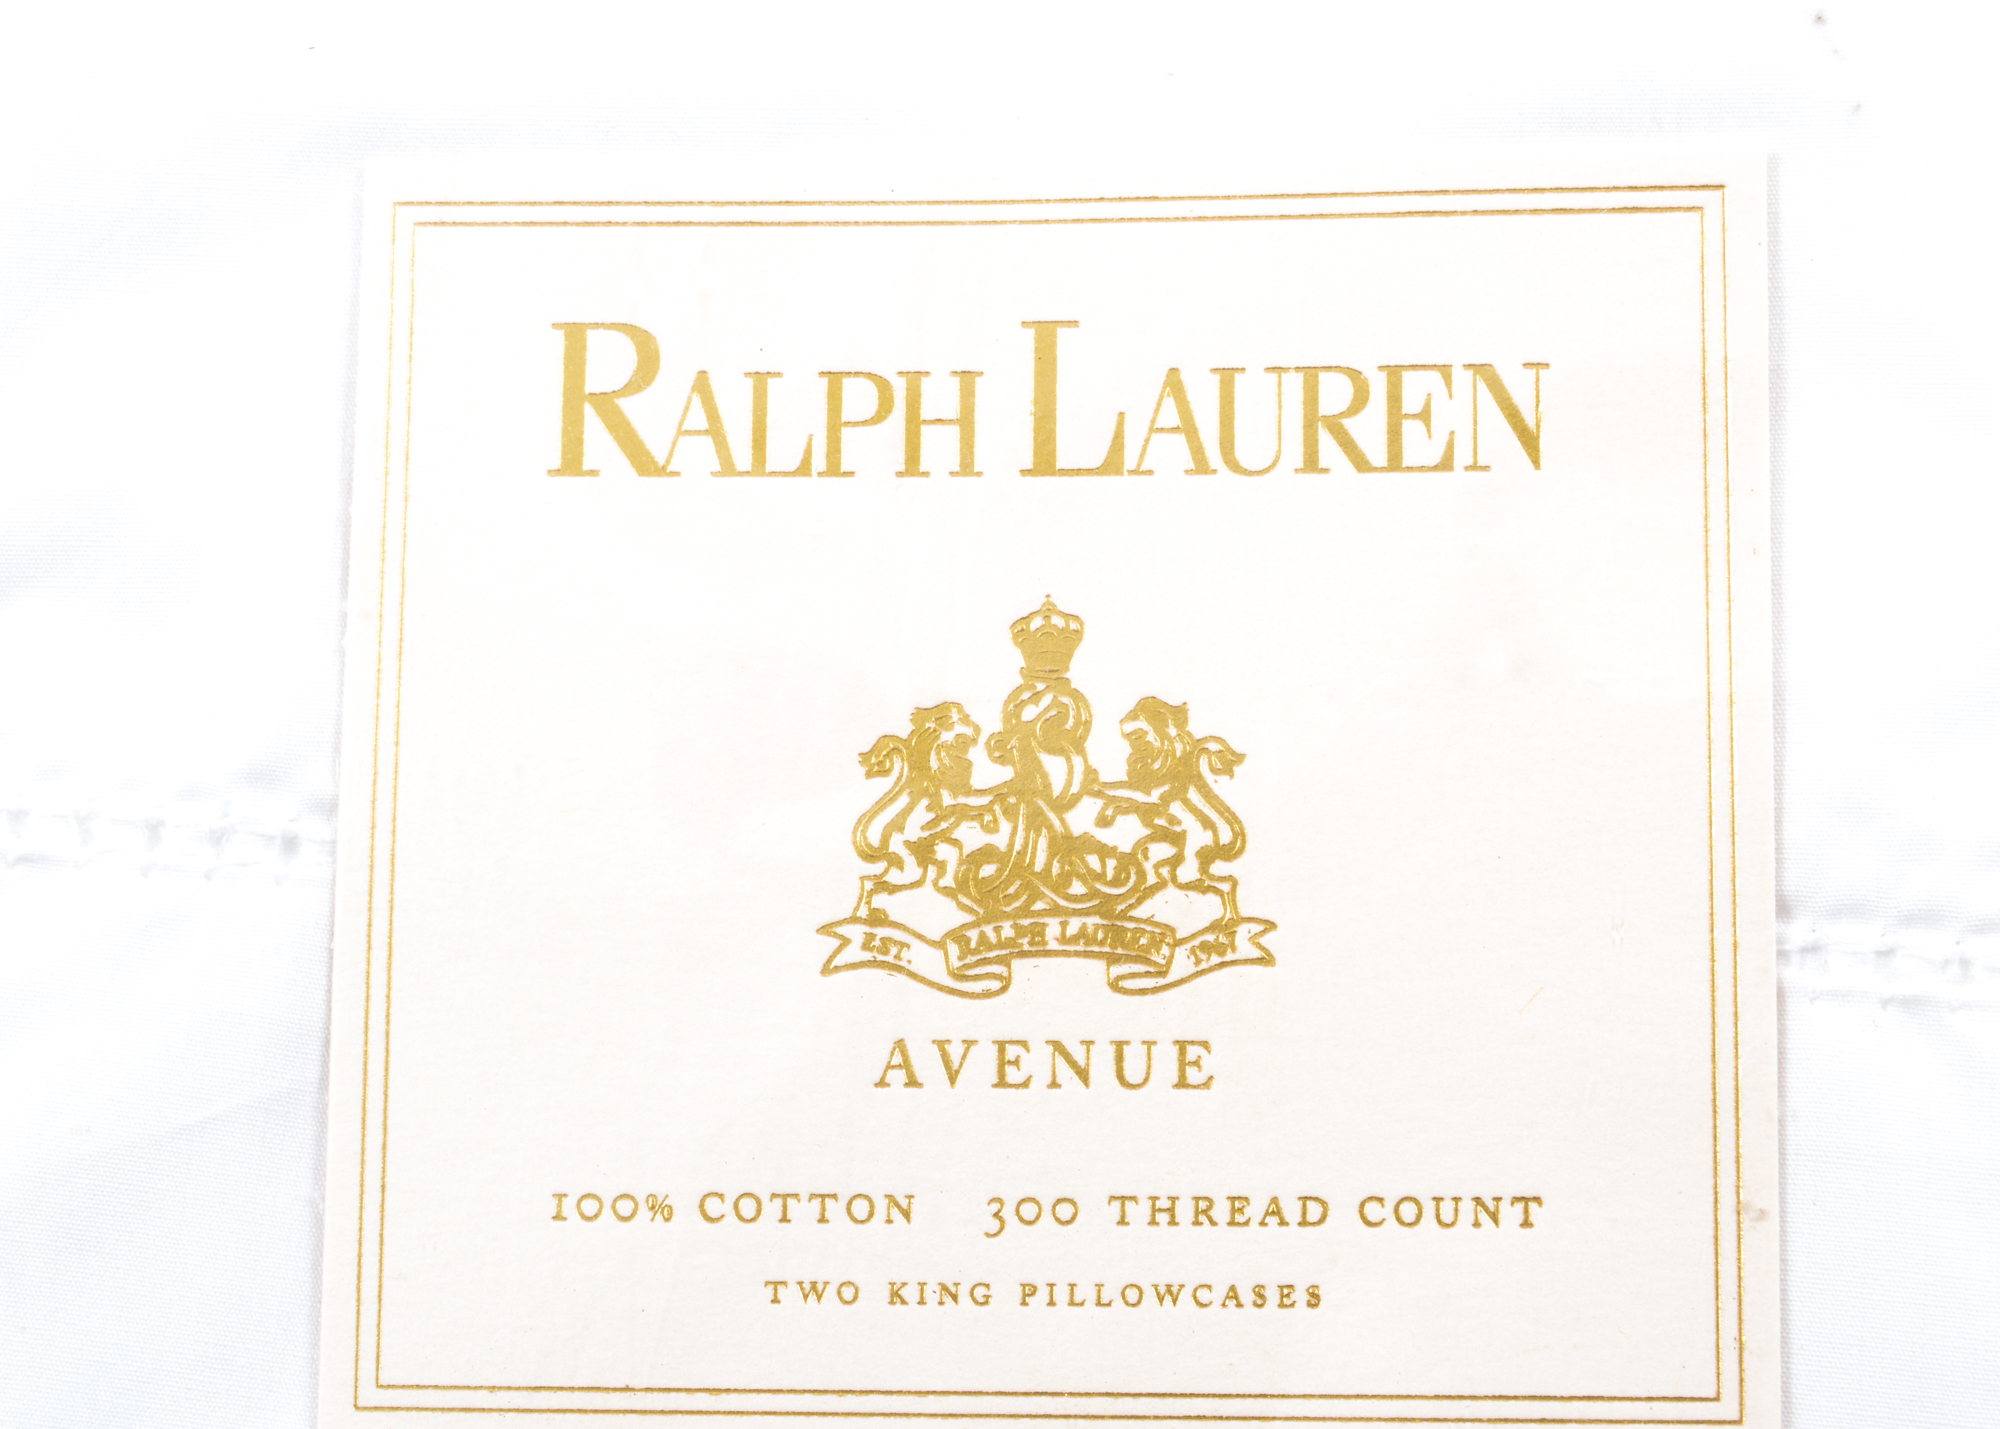 RALPH LAUREN
EST. RALPH LAUREN 1967
AVENUE
100% COTTON 300 THREAD COUNT
TWO KING PILLOWCASES